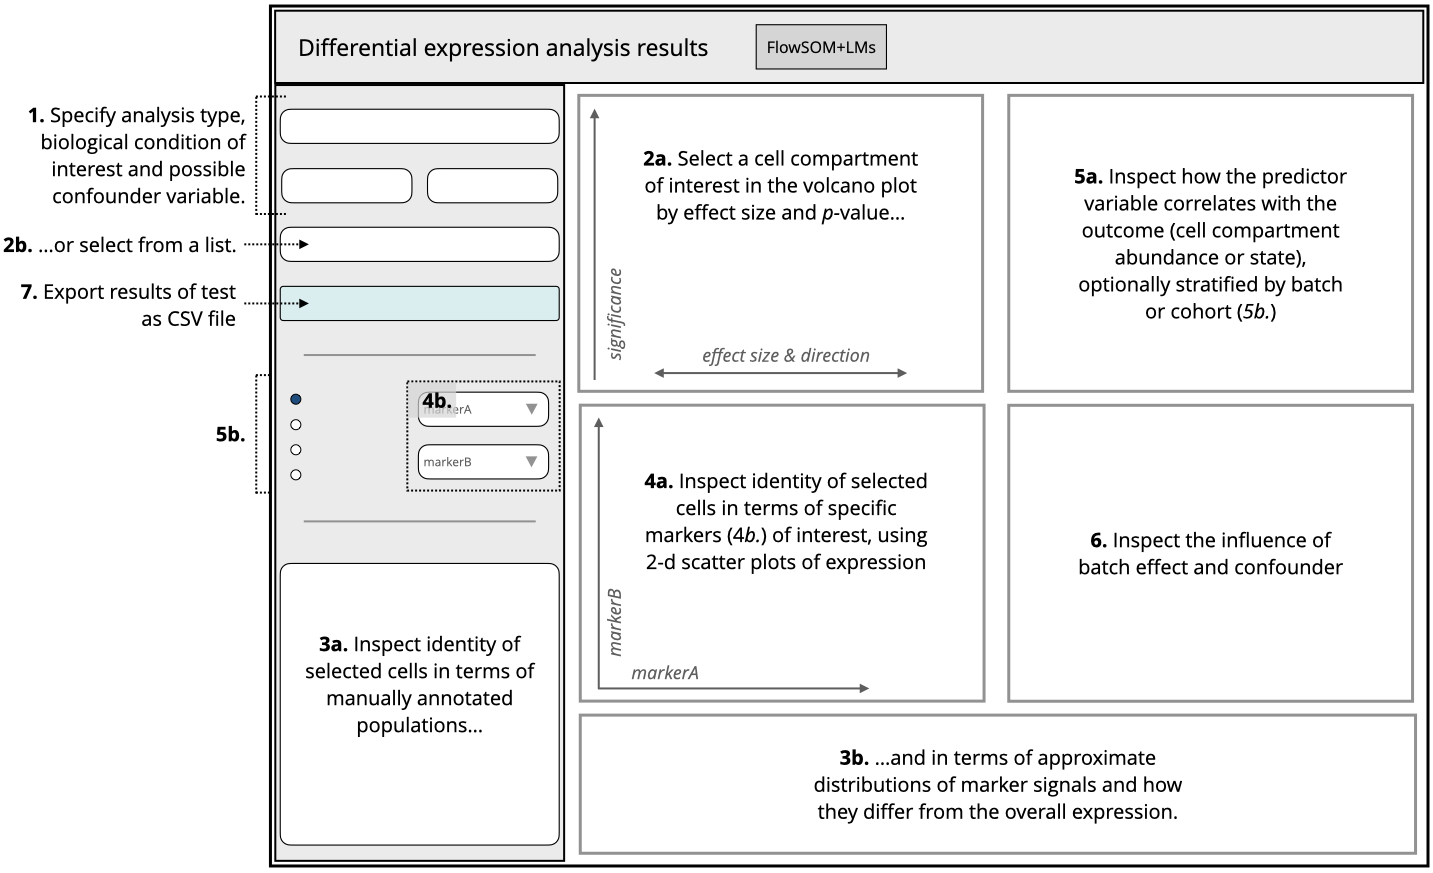 Differential expression analysis results
FlowSOM+LMs
1. Specify analysis type,
biological condition of
interest and possible
confounder variable.
2b. ...or select from a list.
7. Export results of test
as CSV file
5b.
4b.
markerA
markerB
3a. Inspect identity of
selected cells in terms of
manually annotated
populations...
2a. Select a cell compartment
of interest in the volcano plot
by effect size and p-value...
significance
effect size & direction
5a. Inspect how the predictor
variable correlates with the
outcome (cell compartment
abundance or state),
optionally stratified by batch
or cohort (5b.)
4a. Inspect identity of selected
cells in terms of specific
markers (4b.) of interest, using
2-d scatter plots of expression
markerB
markerA
6. Inspect the influence of
batch effect and confounder
3b. ...and in terms of approximate
distributions of marker signals and how
they differ from the overall expression.